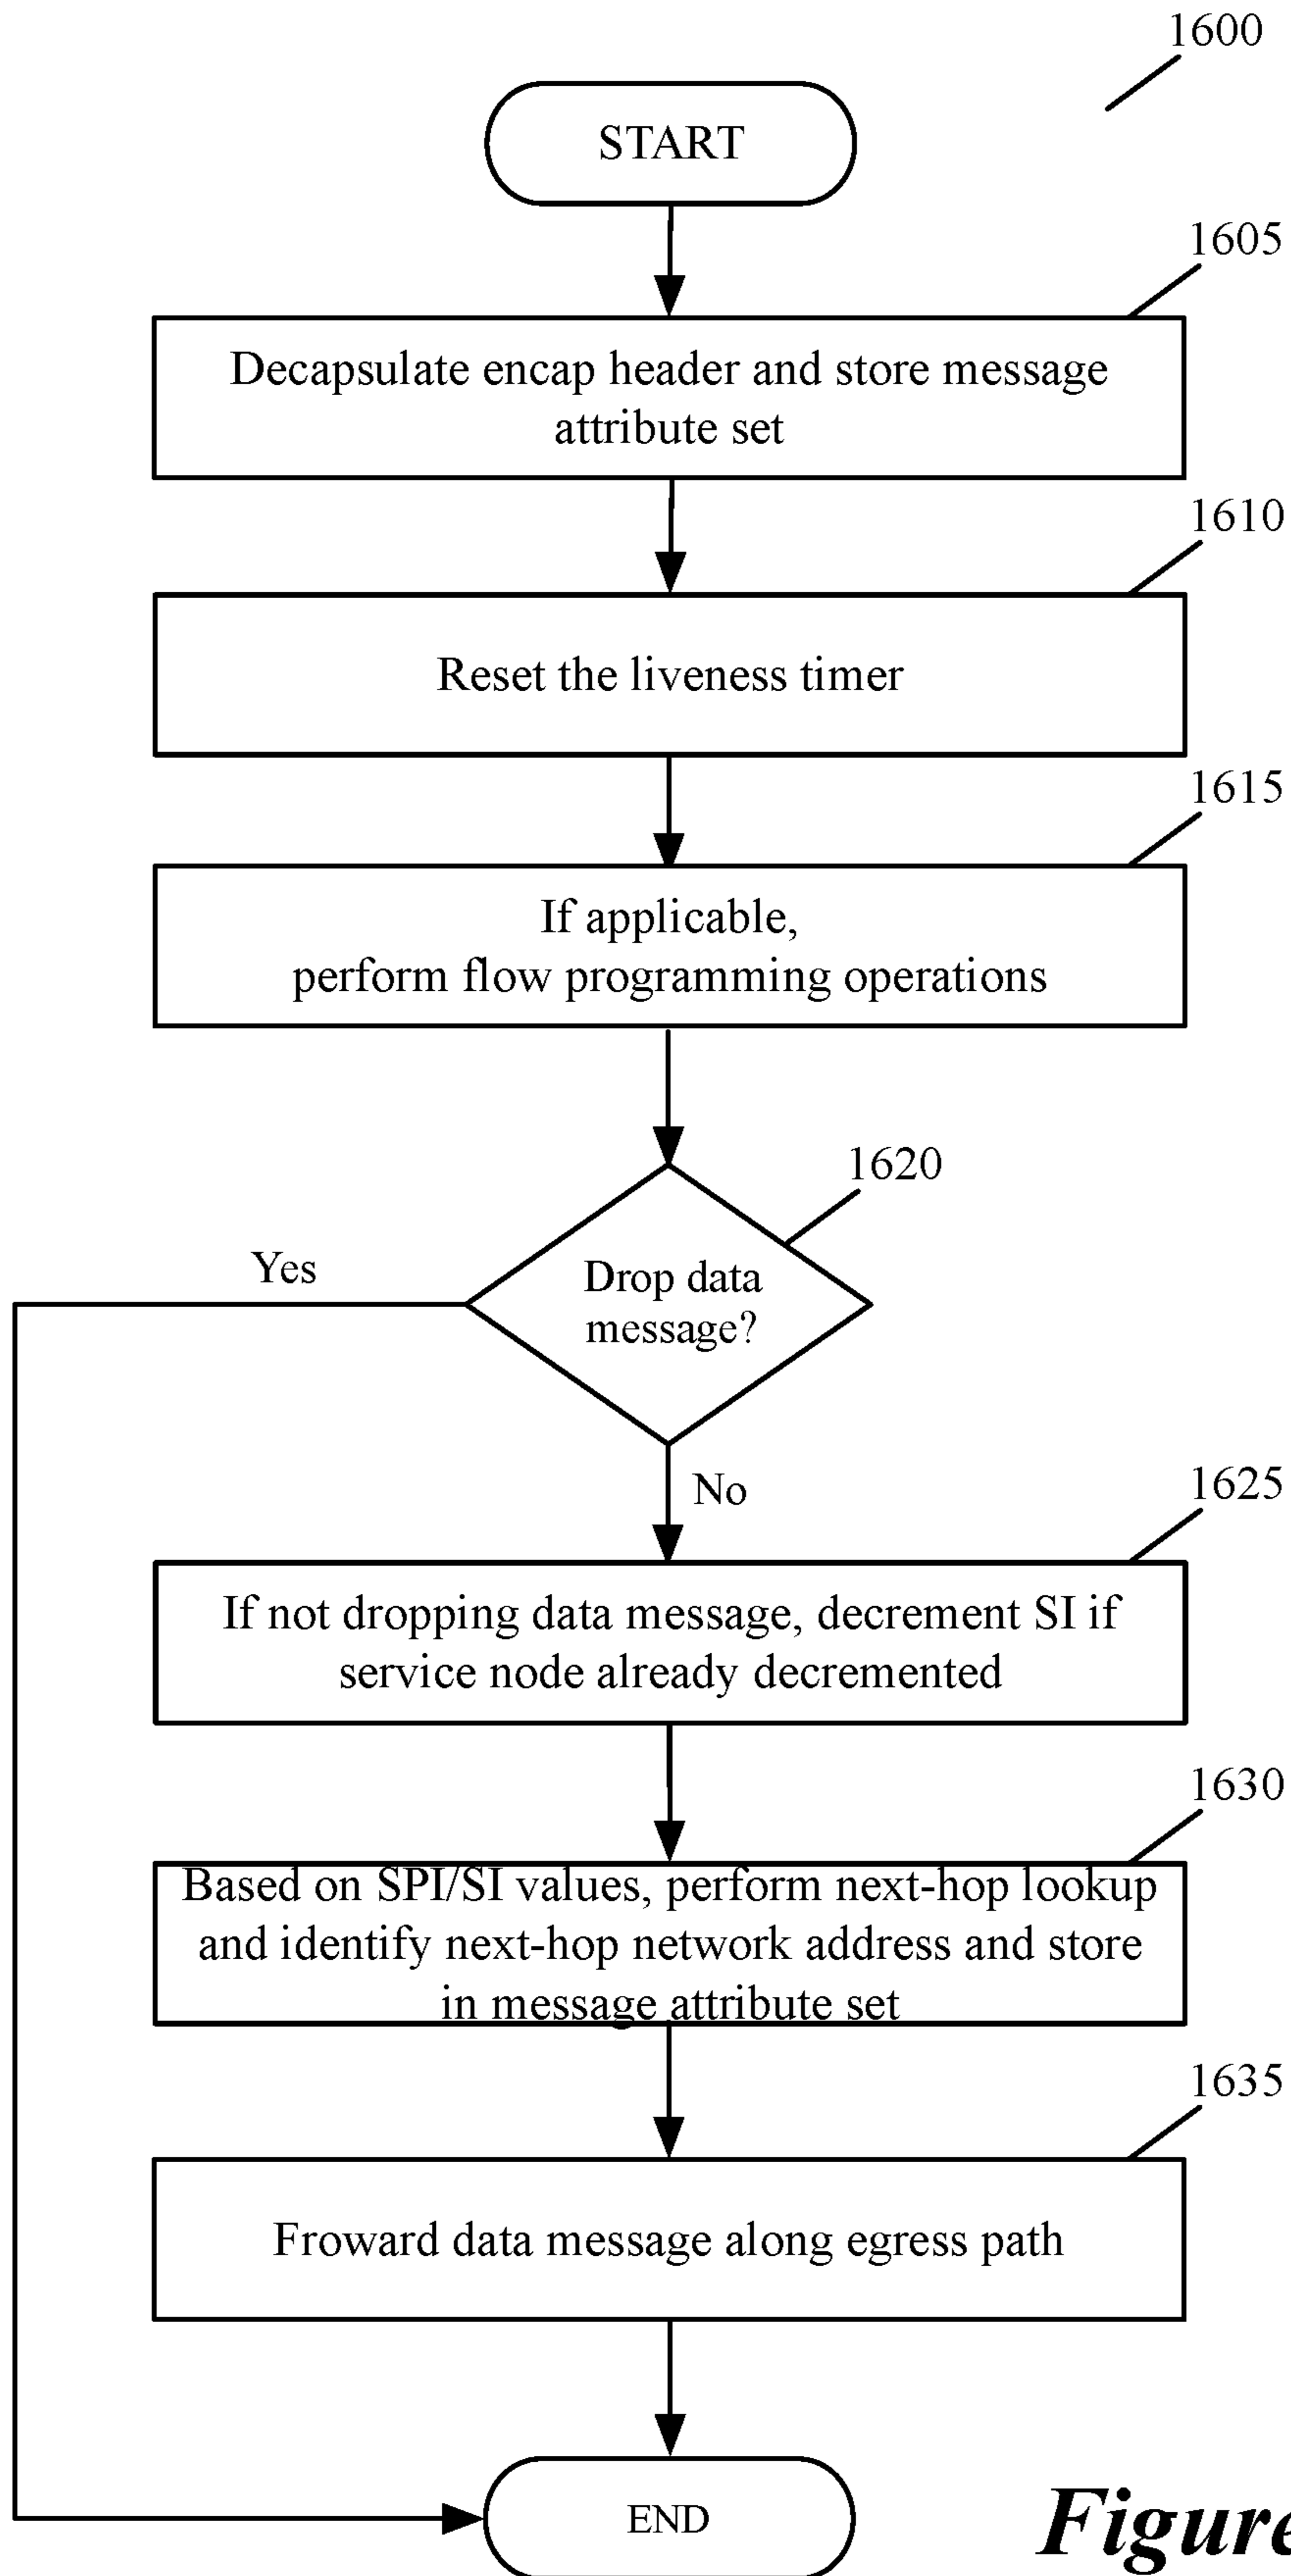 1600
START
1605
Decapsulate encap header and store message
attribute set
1610
Reset the liveness timer
1615
If applicable,
perform flow programming operations
1620
Yes
Drop data
message?
No
1625
If not dropping data message, decrement SI if
service node already decremented
1630
Based on SPI/SI values, perform next-hop lookup
and identify next-hop network address and store
in message attribute set
1635
Froward data message along egress path
END
Figure